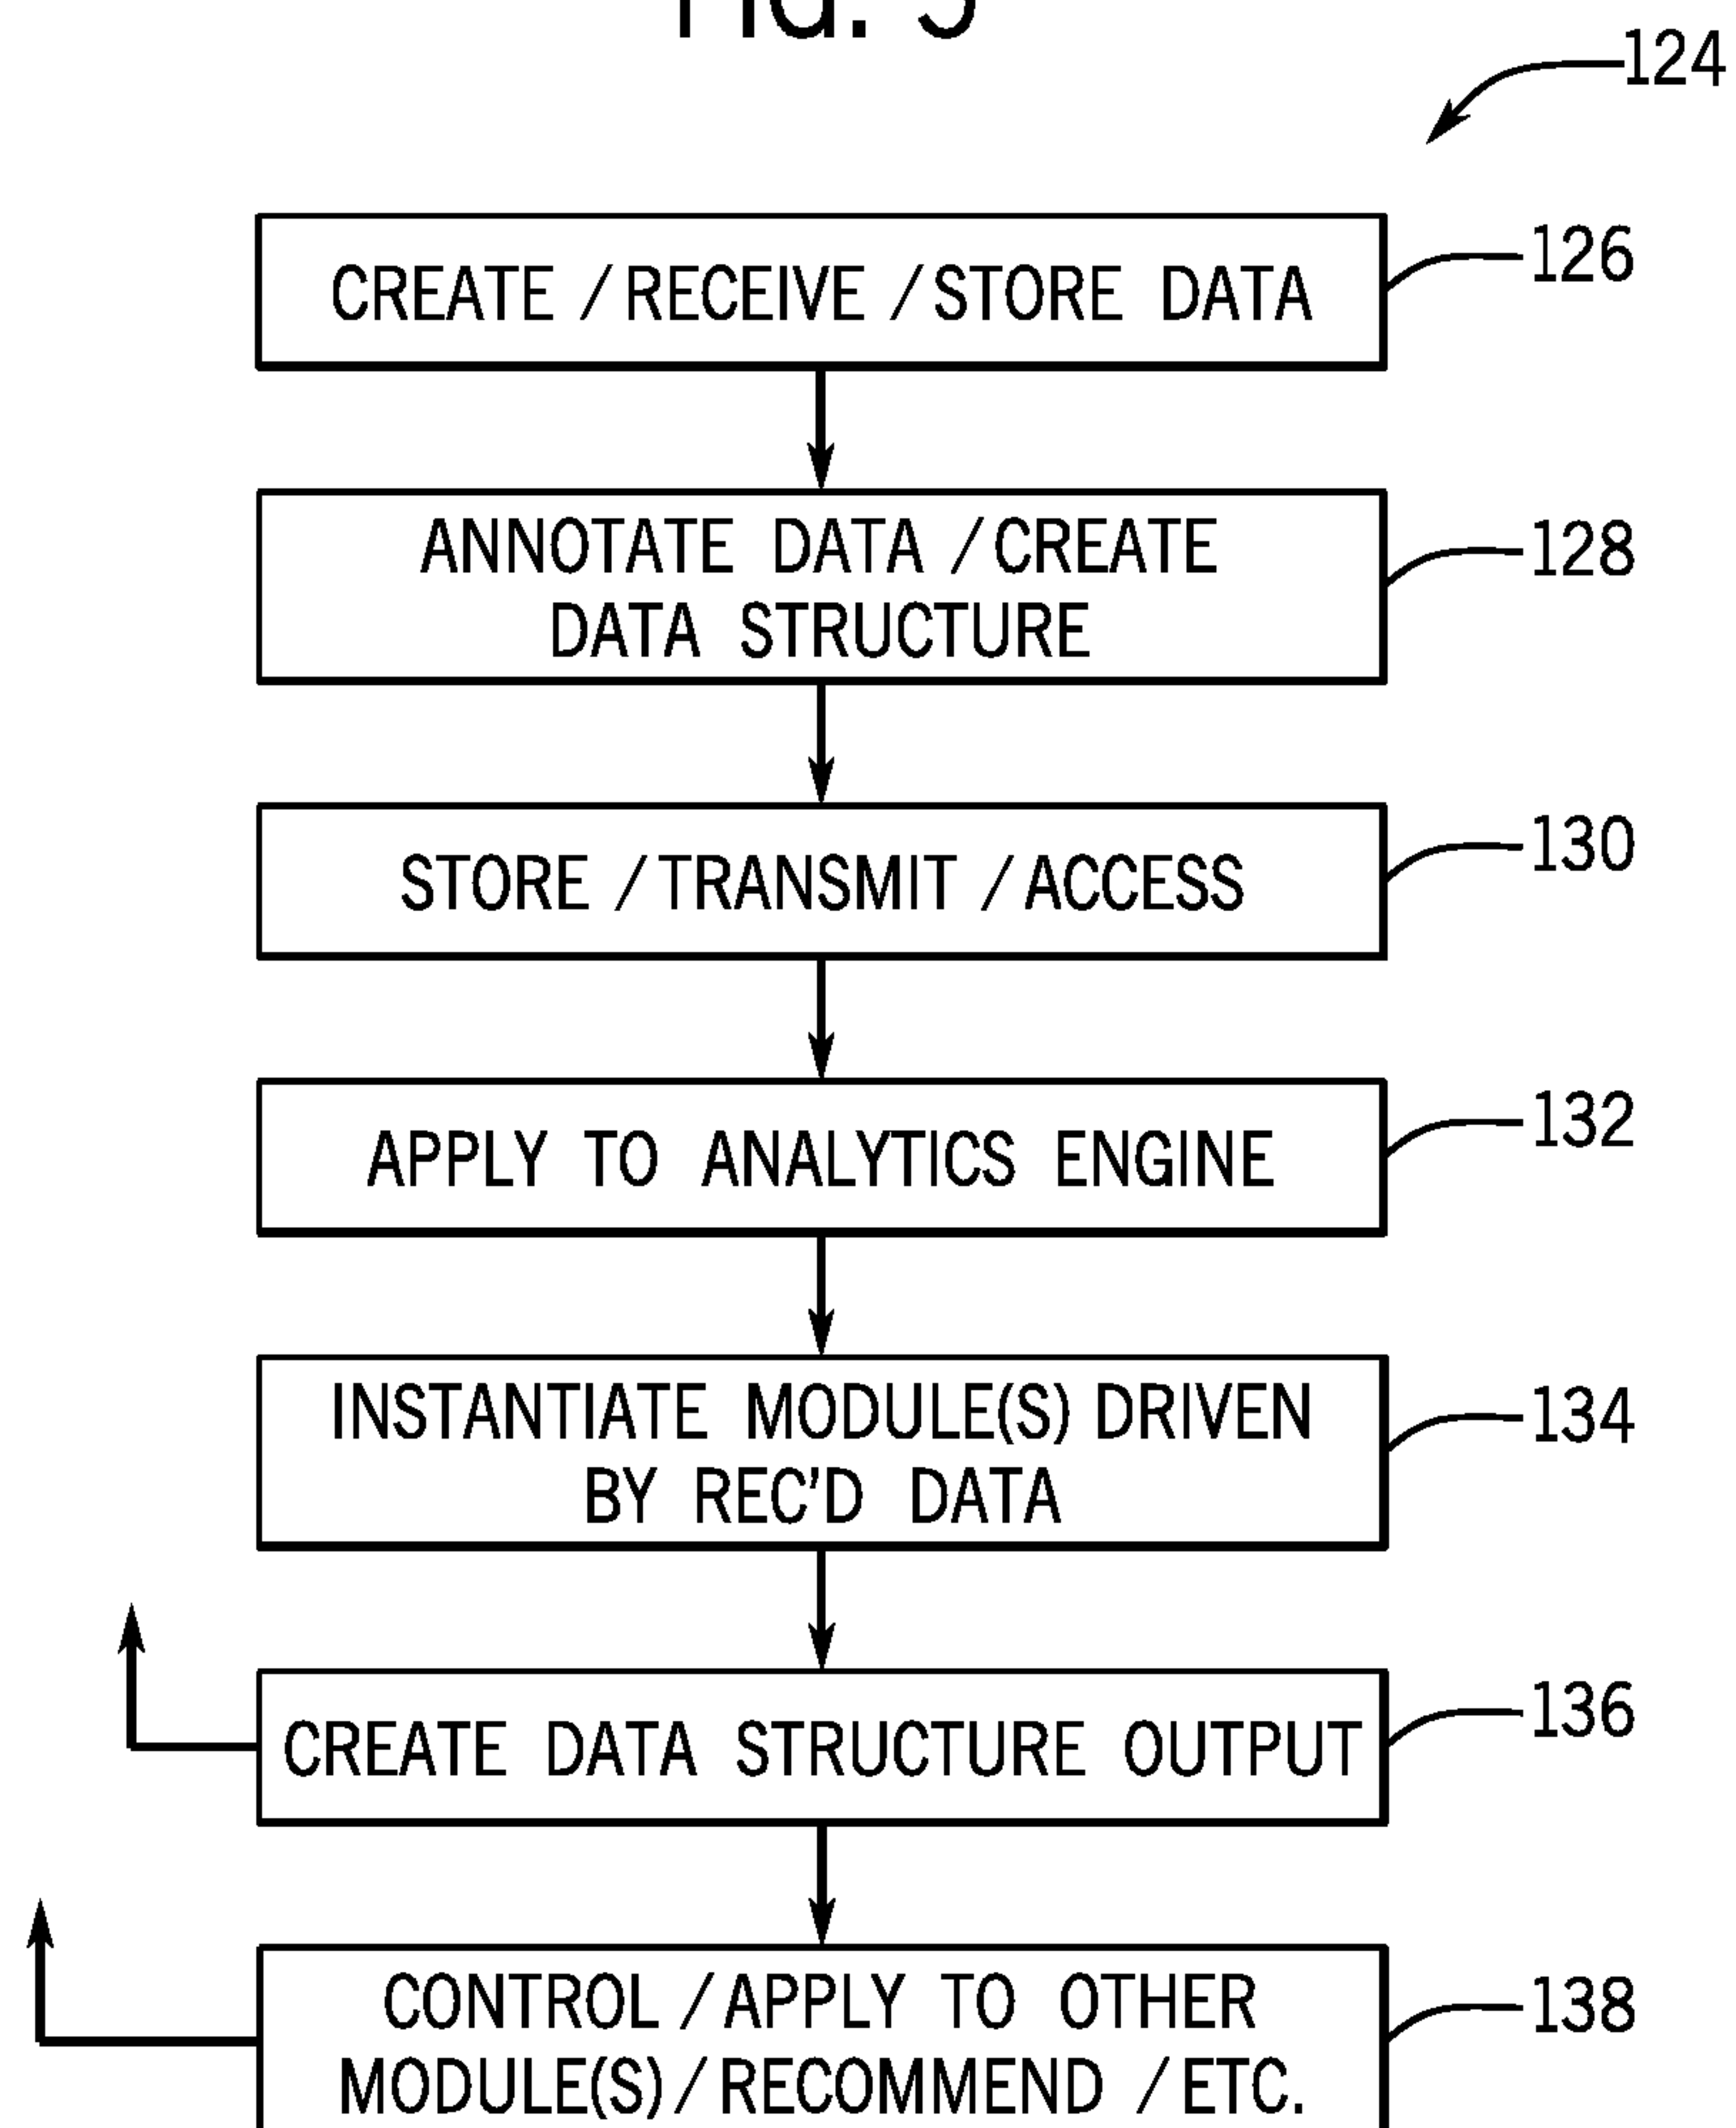 124
CREATE / RECEIVE / STORE DATA
126
ANNOTATE DATA / CREATE
DATA STRUCTURE
128
STORE / TRANSMIT / ACCESS
130
APPLY TO ANALYTICS ENGINE
132
INSTANTIATE MODULE(S) DRIVEN
BY REC'D DATA
134
CREATE DATA STRUCTURE OUTPUT
136
CONTROL / APPLY TO OTHER
MODULE(S) / RECOMMEND / ETC.
138